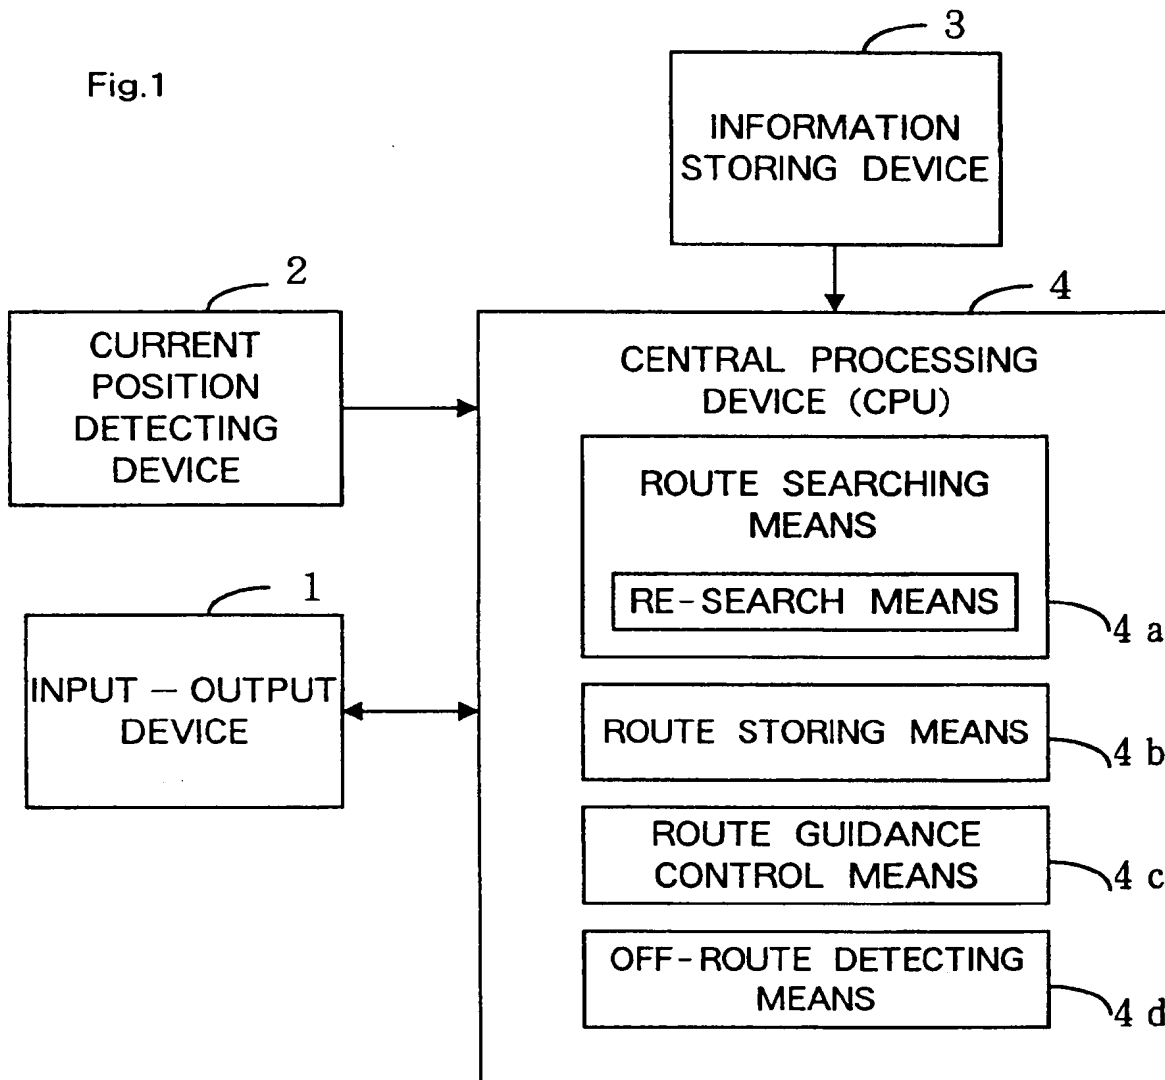 Fig.1
3
INFORMATION
STORING DEVICE
2
CURRENT
POSITION
DETECTING
DEVICE
1
INPUT – OUTPUT
DEVICE
4
CENTRAL PROCESSING
DEVICE (CPU)
ROUTE SEARCHING
MEANS
RE-SEARCH MEANS
4 a
ROUTE STORING MEANS
4 b
ROUTE GUIDANCE
CONTROL MEANS
4 c
OFF-ROUTE DETECTING
MEANS
4 d